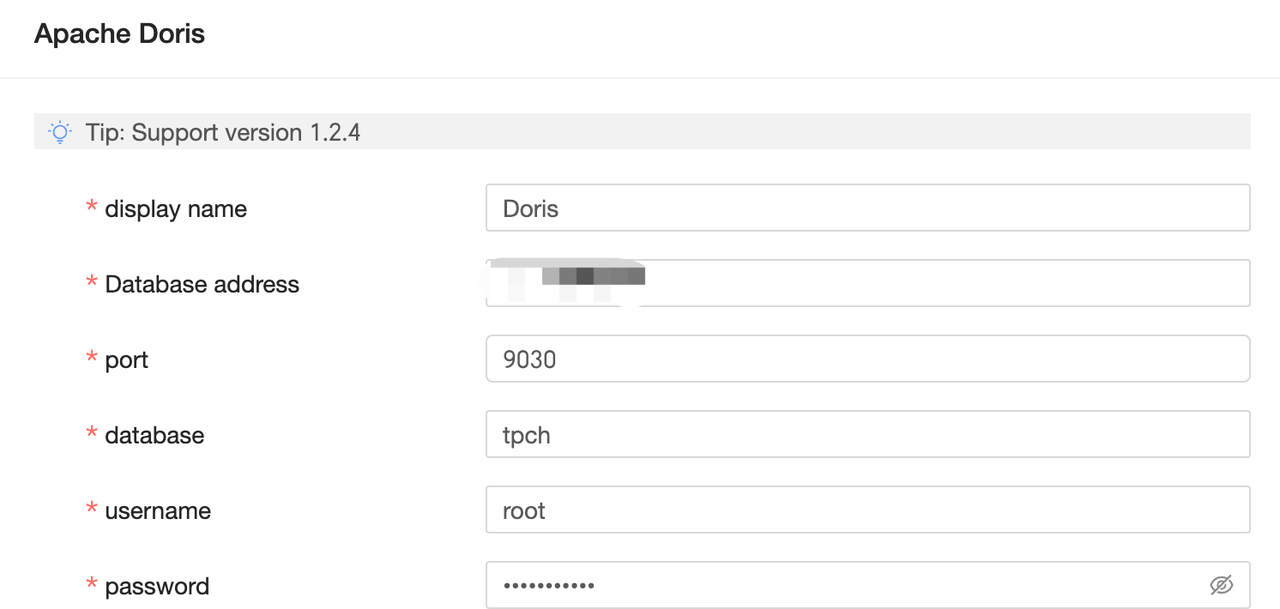 Apache Doris
Tip: Support version 1.2.4
* display name Doris
* Database address
* port 9030
* database tpch
* username root
* password •••••••••••